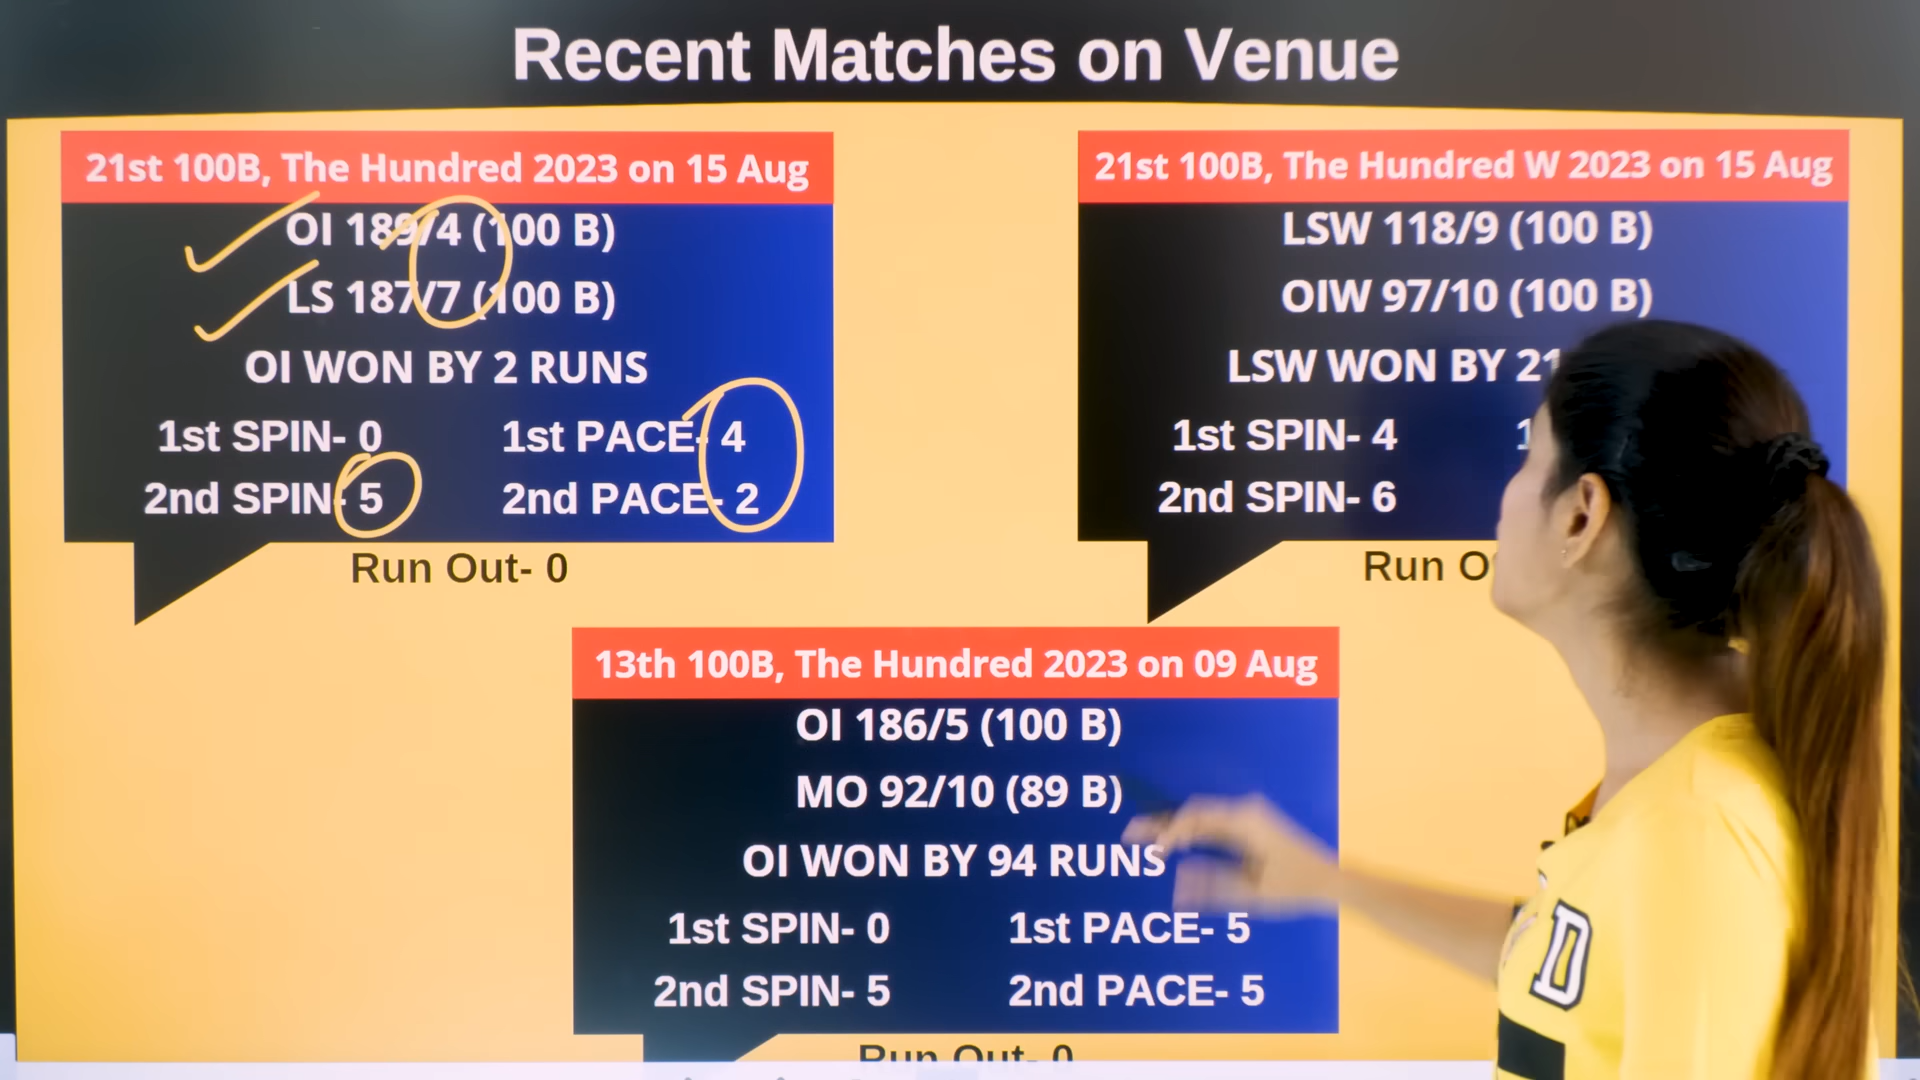 Recent Matches on Venue
21st 100B, The Hundred 2023 on 15 Aug
OI 189/4 (100 B)
LS 187/7 (100 B)
OI WON BY 2 RUNS
1st SPIN- 0 1st PACE- 4
2nd SPIN- 5 2nd PACE- 2
Run Out- 0
21st 100B, The Hundred W 2023 on 15 Aug
LSW 118/9 (100 B)
OIW 97/10 (100 B)
LSW WON BY 21
1st SPIN- 4
2nd SPIN- 6
Run
13th 100B, The Hundred 2023 on 09 Aug
OI 186/5 (100 B)
MO 92/10 (89 B)
OI WON BY 94 RUNS
1st SPIN- 0 1st PACE- 5
2nd SPIN- 5 2nd PACE- 5
Run Out- 0
D